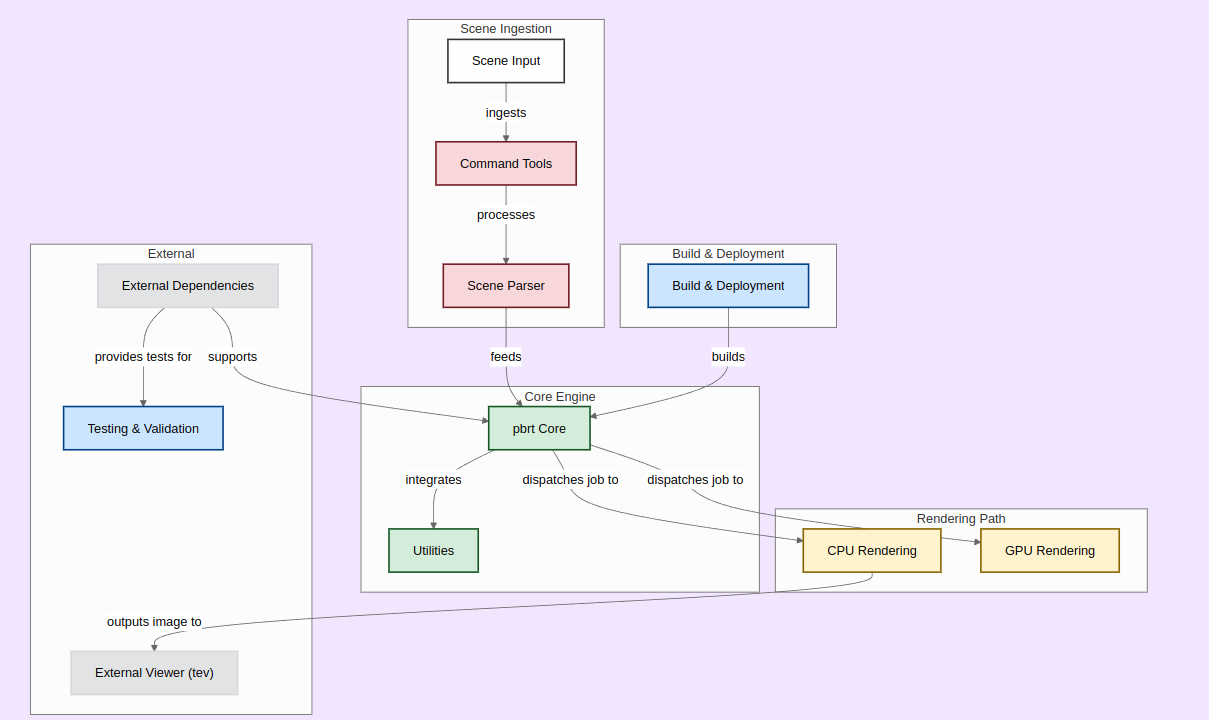 Scene Ingestion
Scene Input
ingests
Command Tools
processes
Scene Parser
External
External Dependencies
Build & Deployment
Build & Deployment
provides tests for
supports
feeds
builds
Core Engine
pbrt Core
Testing & Validation
integrates
dispatches job to
dispatches job to
Utilities
Rendering Path
CPU Rendering
GPU Rendering
outputs image to
External Viewer (tev)